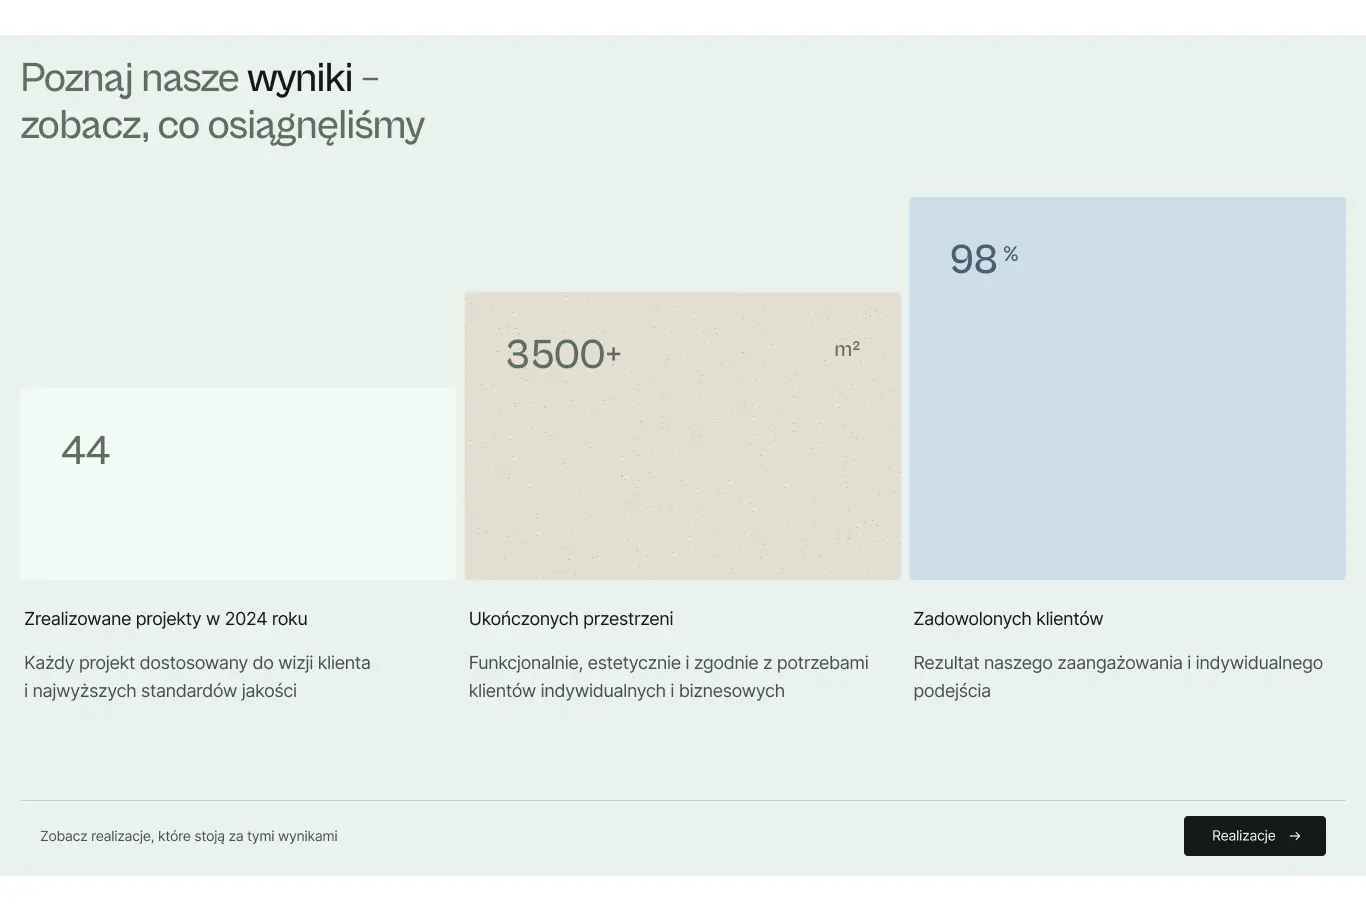 Poznaj nasze wyniki –
zobacz, co osiągnęliśmy
44
3500+ m²
98 %
Zrealizowane projekty w 2024 roku
Każdy projekt dostosowany do wizji klienta
i najwyższych standardów jakości
Ukończonych przestrzeni
Funkcjonalnie, estetycznie i zgodnie z potrzebami
klientów indywidualnych i biznesowych
Zadowolonych klientów
Rezultat naszego zaangażowania i indywidualnego
podejścia
Zobacz realizacje, które stoją za tymi wynikami
Realizacje →